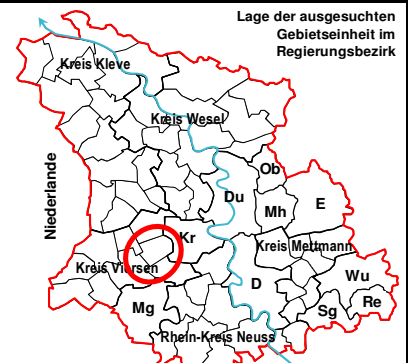 Lage der ausgesuchten
Gebietseinheit im
Regierungsbezirk
Kreis Kleve
Kreis Wesel
Niederlande
Ob
Du
Mh
E
Kr
Kreis Mettmann
Kreis Viersen
Wu
D
Mg
Sg
Re
Rhein-Kreis Neuss